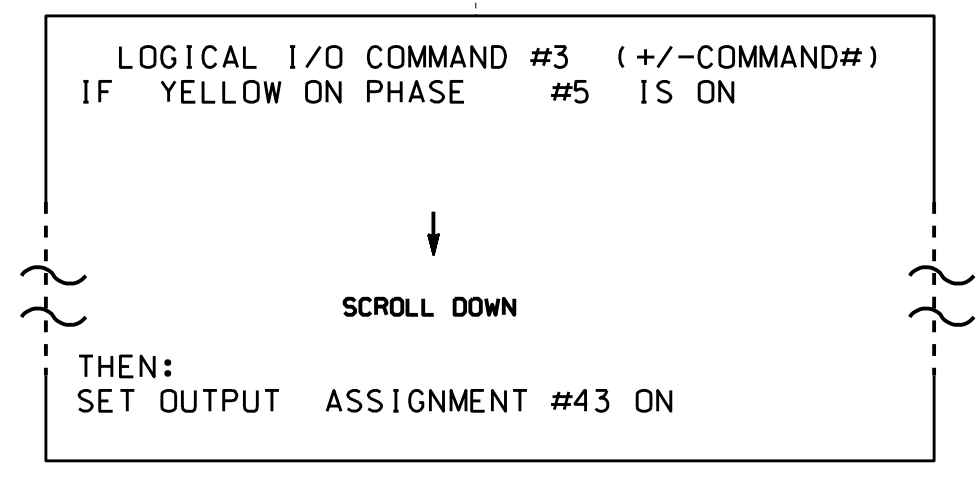 LOGICAL I/O COMMAND #3 (+/-COMMAND#)
IF YELLOW ON PHASE #5 IS ON
SCROLL DOWN
THEN:
SET OUTPUT ASSIGNMENT #43 ON